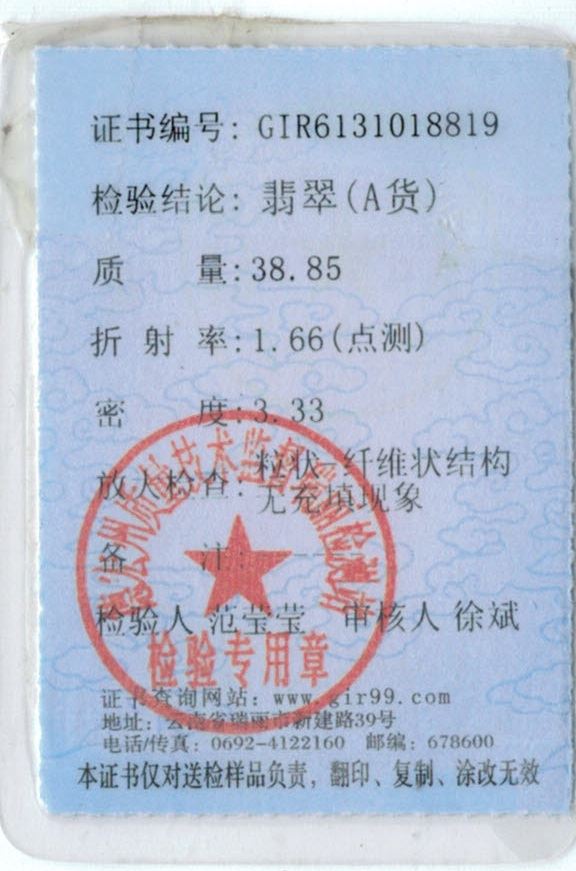 证书编号: GIR6131018819
检验结论: 翡翠(A货)
质 量: 38.85
折 射 率: 1.66(点测)
密 度: 3.33
放大检查: 粒状-纤维状结构
无充填现象
备 注: -----
检验人 范莹莹 审核人 徐斌
检验专用章
证书查询网站: www.gir99.com
地址: 云南省瑞丽市新建路39号
电话/传真: 0692-4122160 邮编: 678600
本证书仅对送检样品负责, 翻印、复制、涂改无效